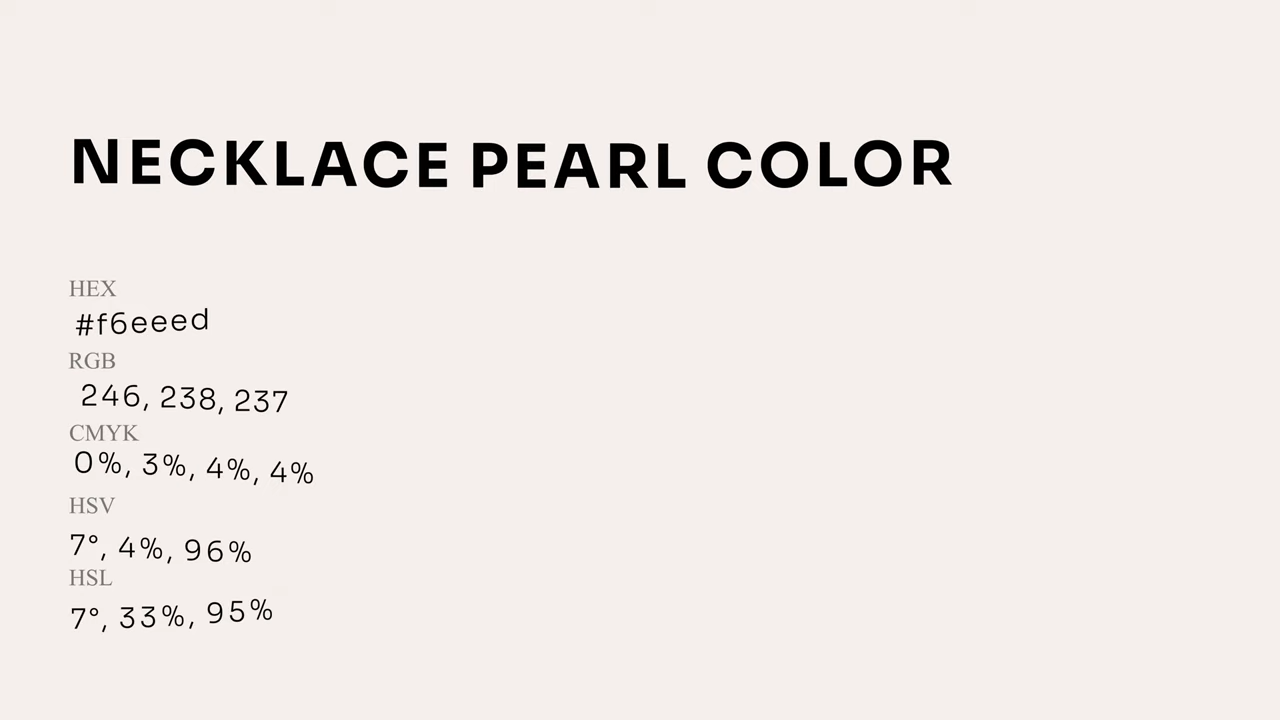 NECKLACE PEARL COLOR
HEX
#f6eeed
RGB
246, 238, 237
CMYK
0%, 3%, 4%, 4%
HSV
7°, 4%, 96%
HSL
7°, 33%, 95%